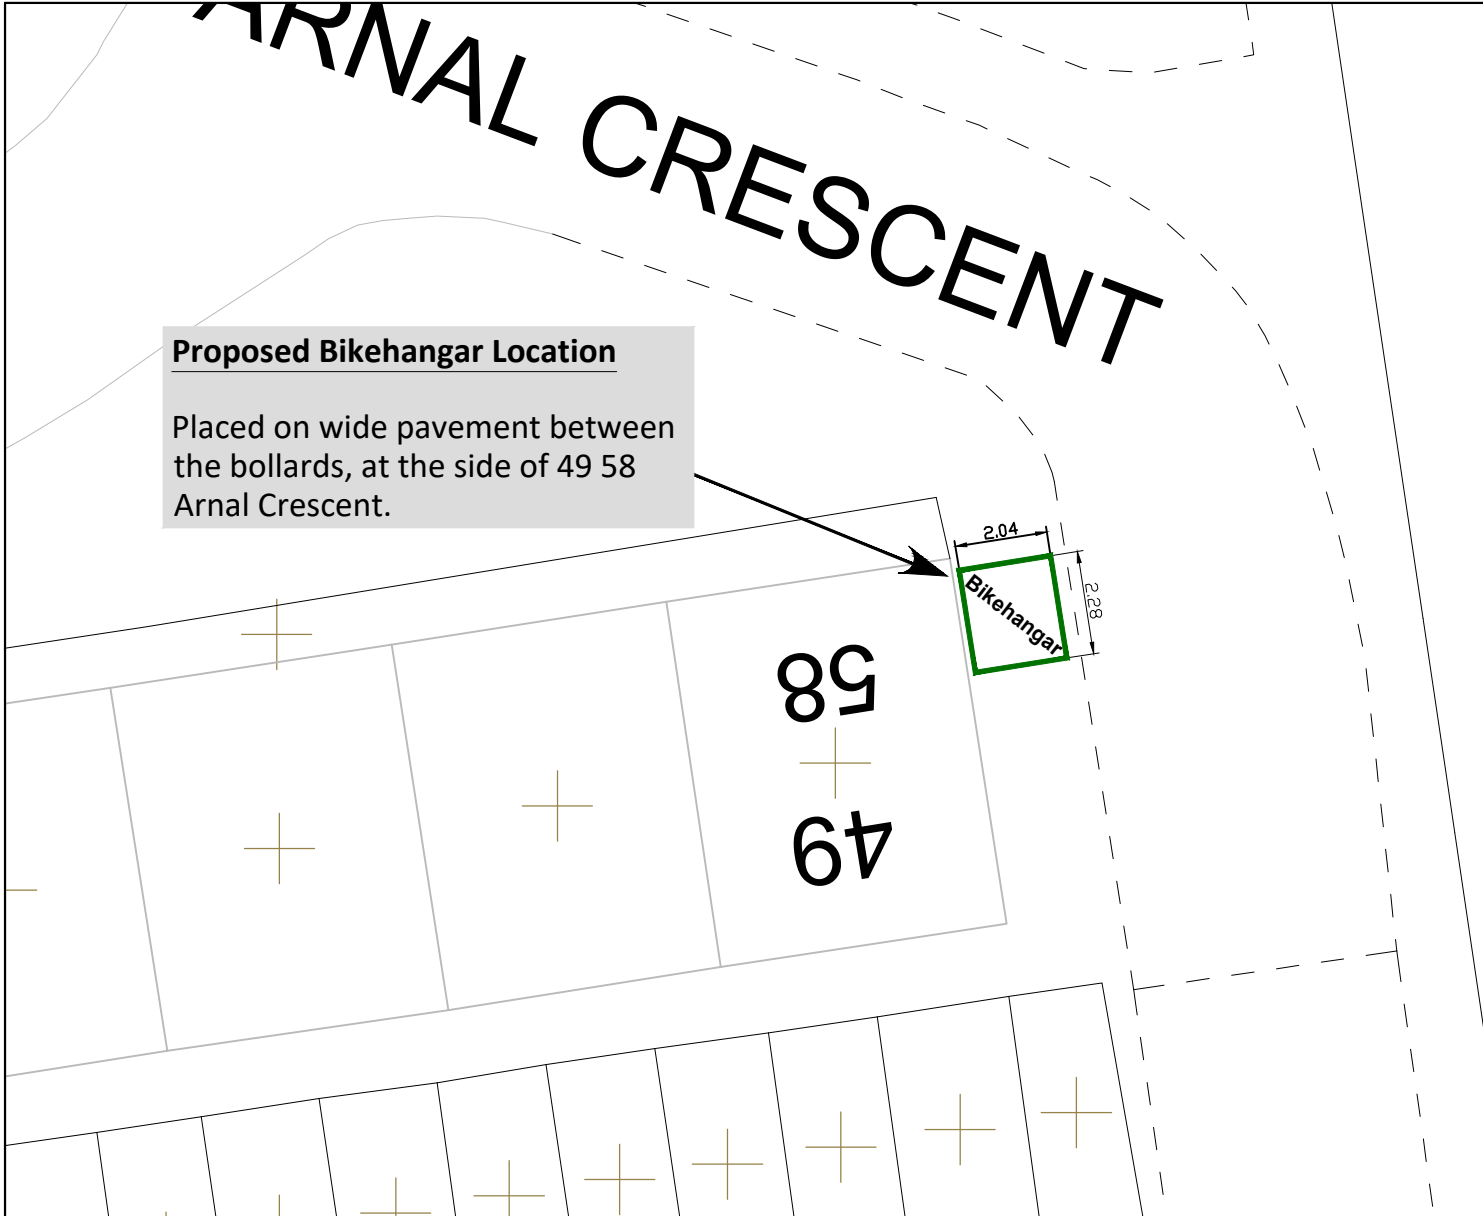 ARNAL CRESCENT
Proposed Bikehangar Location
Placed on wide pavement between
the bollards, at the side of 49 58
Arnal Crescent.
2.04
2.28
Bikehangar
58
49